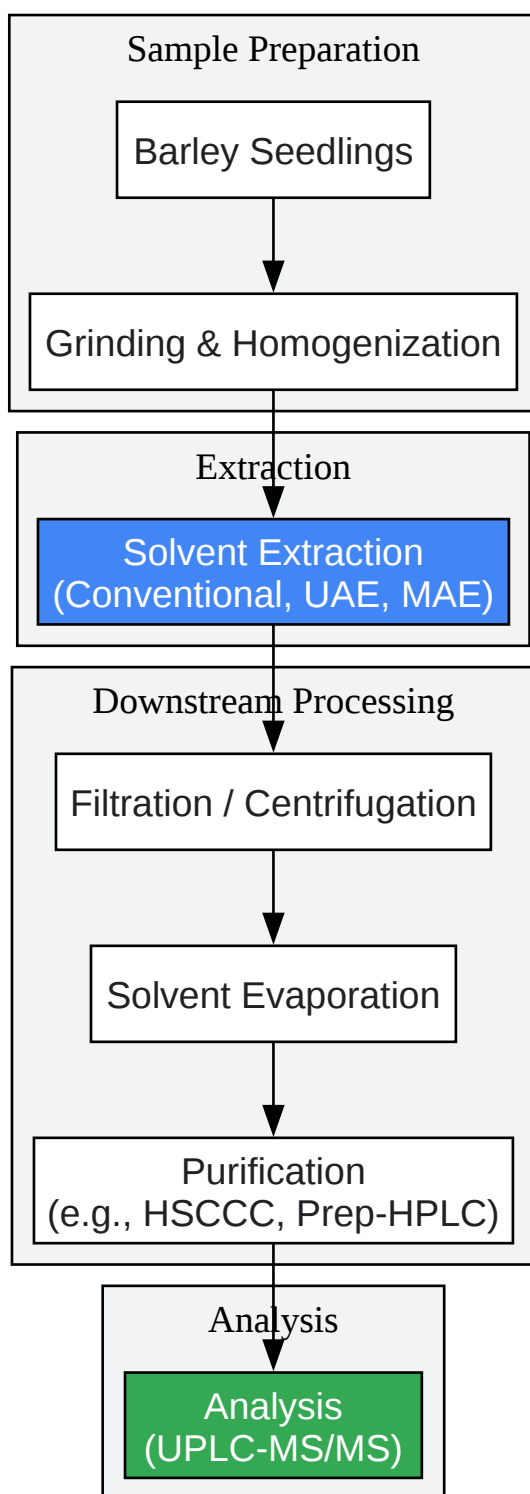 Sample Preparation
Barley Seedlings
Grinding & Homogenization
Extraction
Solvent Extraction
(Conventional, UAE, MAE)
Downstream Processing
Filtration / Centrifugation
Solvent Evaporation
Purification
(e.g., HSCCC, Prep-HPLC)
Analysis
Analysis
(UPLC-MS/MS)